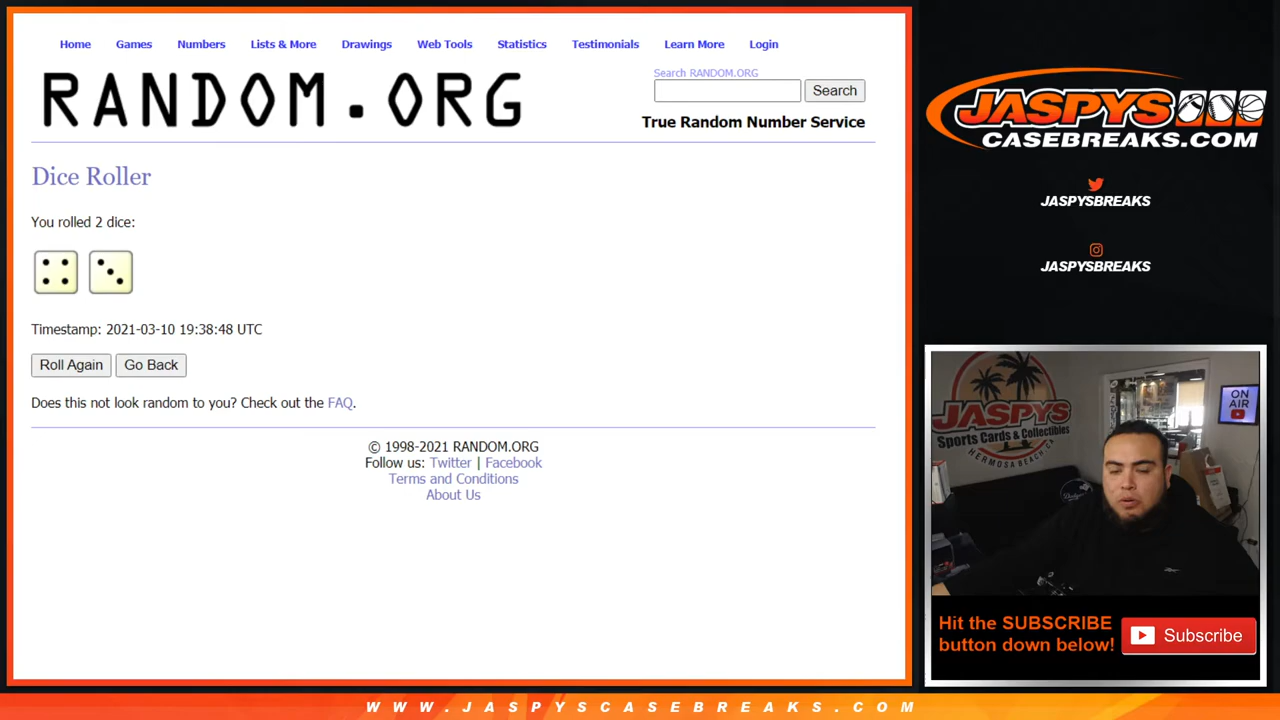 Home Games Numbers Lists & More Drawings Web Tools Statistics Testimonials Learn More Login
RANDOM.ORG
Search RANDOM.ORG
Search
True Random Number Service
Dice Roller
You rolled 2 dice:
Timestamp: 2021-03-10 19:38:48 UTC
Roll Again Go Back
Does this not look random to you? Check out the FAQ.
© 1998-2021 RANDOM.ORG
Follow us: Twitter | Facebook
Terms and Conditions
About Us
JASPYS
CASEBREAKS.COM
JASPYSBREAKS
JASPYSBREAKS
JASPYS
Sports Cards & Collectibles
HERMOSA BEACH, CA
ON
AIR
Dodgers
Hit the SUBSCRIBE
button down below!
Subscribe
WWW.JASPYSCASEBREAKS.COM